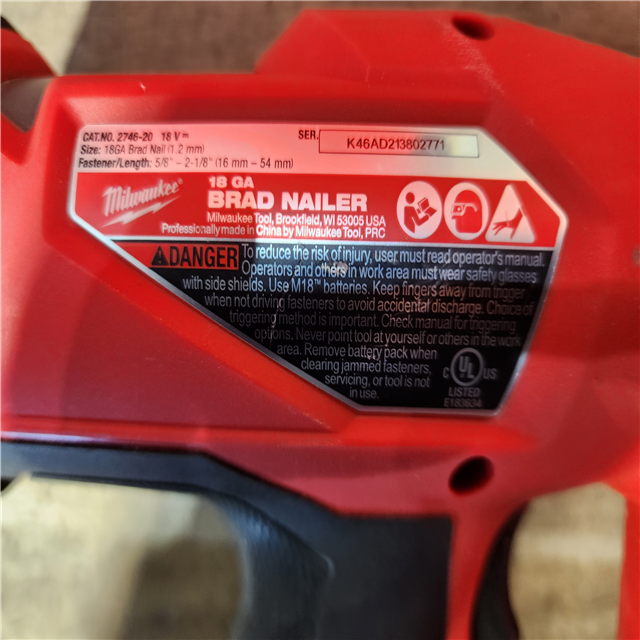 CAT.NO. 2746-20 18 V
SER. K46AD213802771
Size: 18GA Brad Nail (1.2 mm)
Fastener/Length: 5/8" - 2-1/8" (16 mm - 54 mm)
Milwaukee
18 GA
BRAD NAILER
Milwaukee Tool, Brookfield, WI 53005 USA
Professionally made in China by Milwaukee Tool, PRC
DANGER To reduce the risk of injury, user must read operator's manual.
Operators and others in work area must wear safety glasses
with side shields. Use M18™ batteries. Keep fingers away from trigger
when not driving fasteners to avoid accidental discharge. Choice of
triggering method is important. Check manual for triggering
options. Never point tool at yourself or others in the work
area. Remove battery pack when
clearing jammed fasteners,
servicing, or tool is not
in use.
C UL US
LISTED
E183634